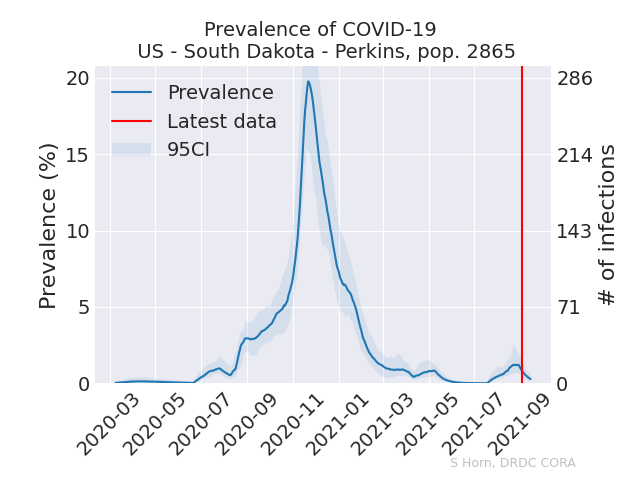 Prevalence of COVID-19
US - South Dakota - Perkins, pop. 2865
Prevalence
Latest data
95CI
Prevalence (%)
20
15
10
5
0
286
214
143
71
0
# of infections
2020-03
2020-05
2020-07
2020-09
2020-11
2021-01
2021-03
2021-05
2021-07
2021-09
S Horn, DRDC CORA